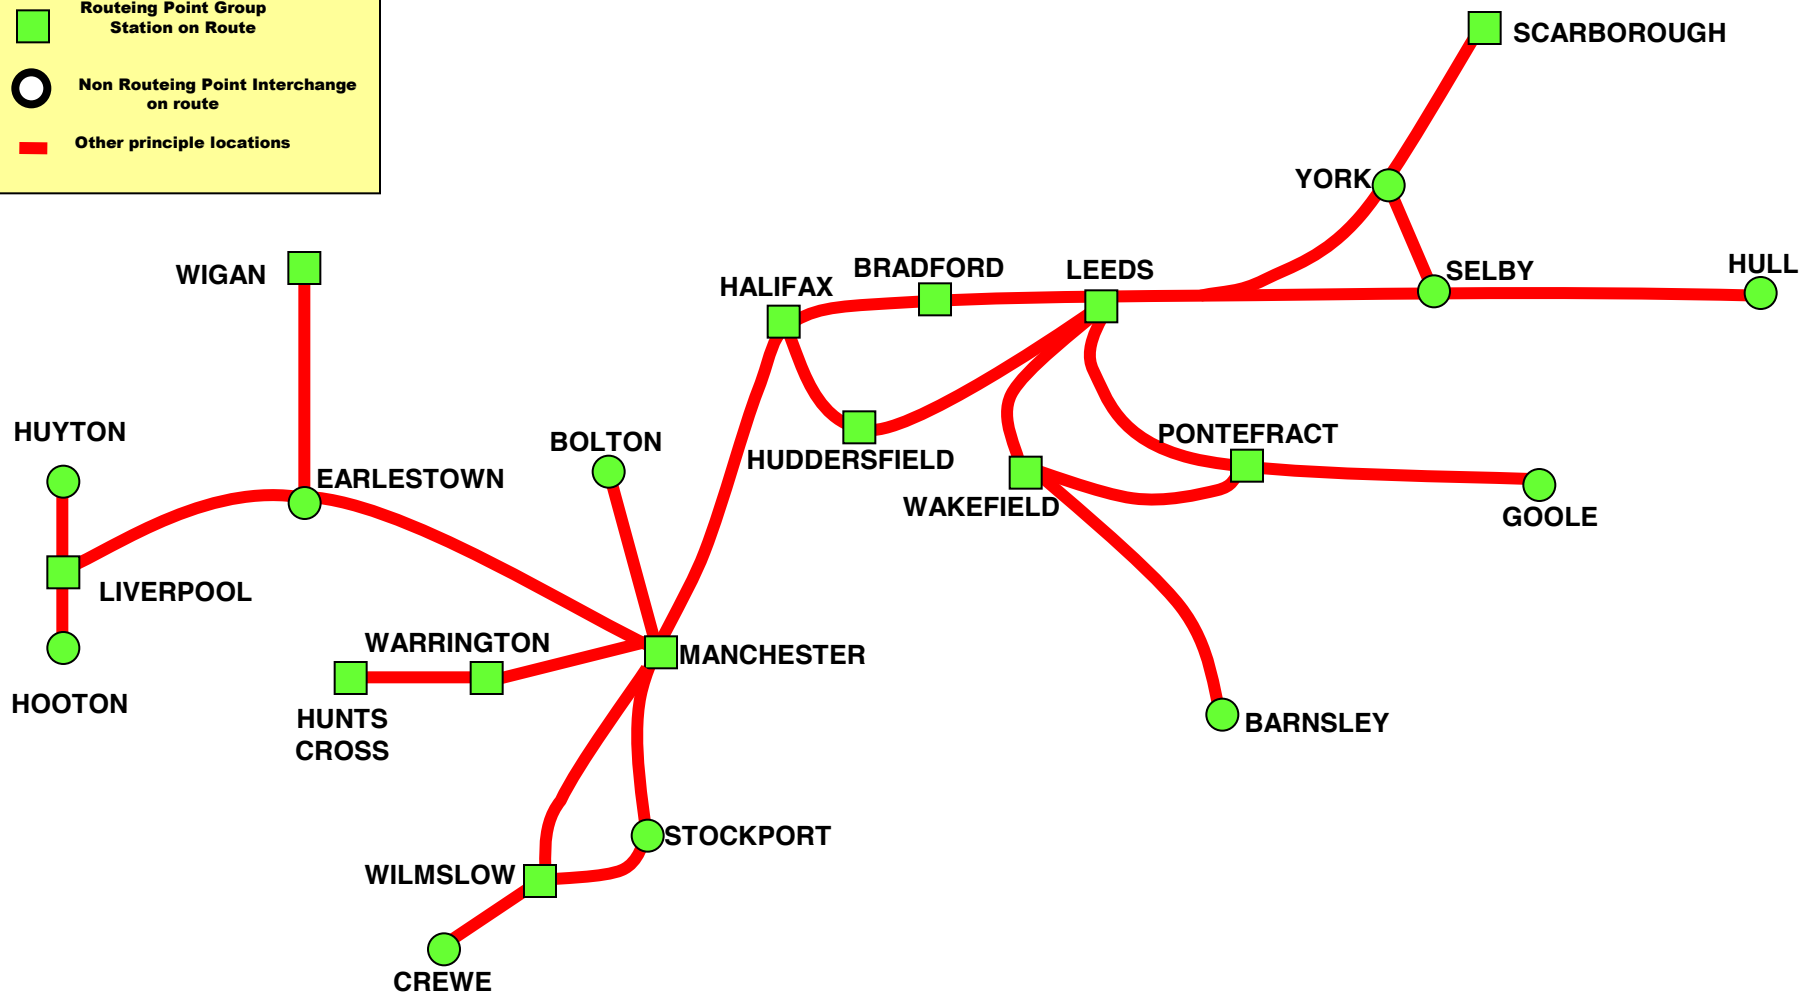 Routeing Point Group
Station on Route
Non Routeing Point Interchange
on route
Other principle locations
SCARBOROUGH
YORK
SELBY
HULL
LEEDS
BRADFORD
HALIFAX
WIGAN
HUYTON
EARLESTOWN
BOLTON
HUDDERSFIELD
PONTEFRACT
WAKEFIELD
GOOLE
LIVERPOOL
WARRINGTON
MANCHESTER
HOOTON
HUNTS
CROSS
BARNSLEY
STOCKPORT
WILMSLOW
CREWE